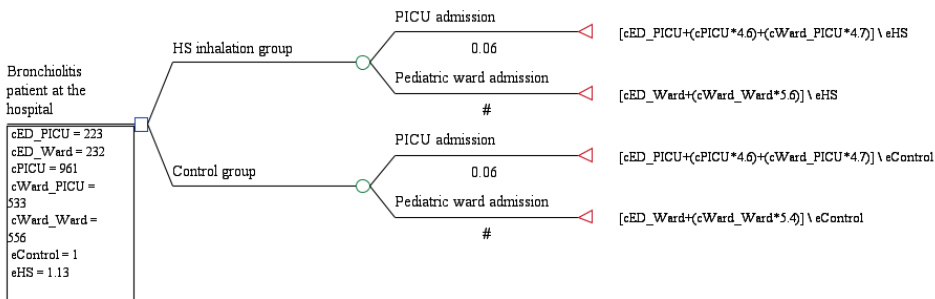 PICU admission
0.06
[cED_PICU+(cPICU*4.6)+(cWard_PICU*4.7)] \ eHS
HS inhalation group
Pediatric ward admission
#
[cED_Ward+(cWard_Ward*5.6)] \ eHS
Bronchiolitis
patient at the
hospital
cED_PICU = 223
cED_Ward = 232
cPICU = 961
cWard_PICU =
533
cWard_Ward =
556
eControl = 1
eHS = 1.13
PICU admission
0.06
[cED_PICU+(cPICU*4.6)+(cWard_PICU*4.7)] \ eControl
Control group
Pediatric ward admission
#
[cED_Ward+(cWard_Ward*5.4)] \ eControl